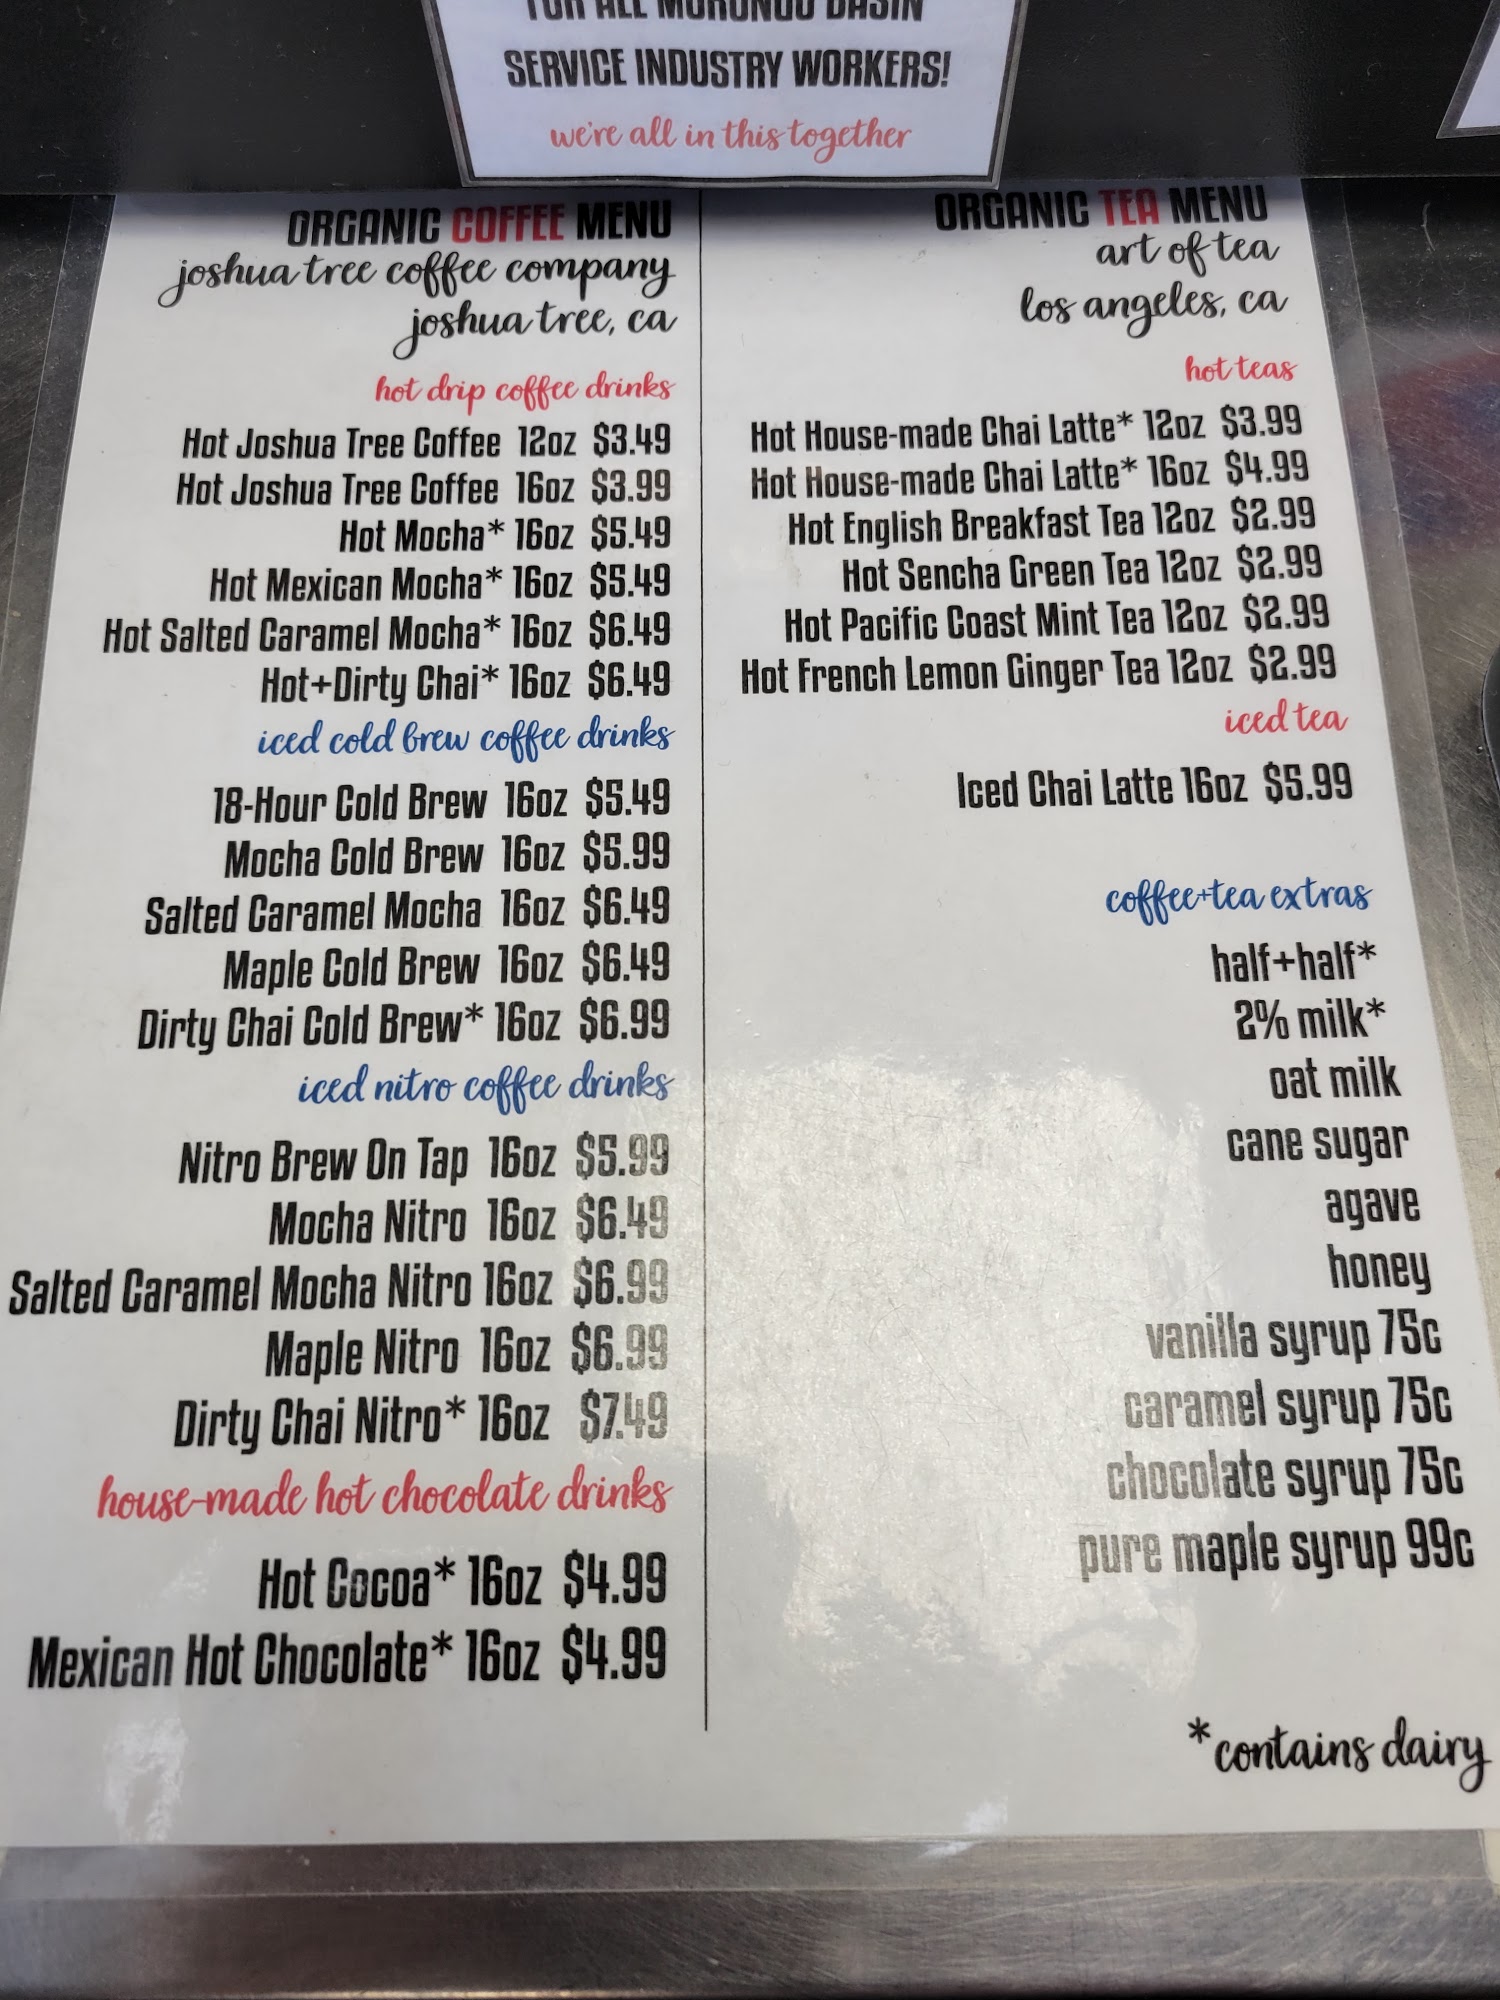 FOR ALL MORONGO BASIN
SERVICE INDUSTRY WORKERS!
we're all in this together
ORGANIC COFFEE MENU
joshua tree coffee company
joshua tree, ca
hot drip coffee drinks
Hot Joshua Tree Coffee 12oz $3.49
Hot Joshua Tree Coffee 16oz $3.99
Hot Mocha* 16oz $5.49
Hot Mexican Mocha* 16oz $5.49
Hot Salted Caramel Mocha* 16oz $6.49
Hot+Dirty Chai* 16oz $6.49
iced cold brew coffee drinks
18-Hour Cold Brew 16oz $5.49
Mocha Cold Brew 16oz $5.99
Salted Caramel Mocha 16oz $6.49
Maple Cold Brew 16oz $6.49
Dirty Chai Cold Brew* 16oz $6.99
iced nitro coffee drinks
Nitro Brew On Tap 16oz $5.99
Mocha Nitro 16oz $6.49
Salted Caramel Mocha Nitro 16oz $6.99
Maple Nitro 16oz $6.99
Dirty Chai Nitro* 16oz $7.49
house-made hot chocolate drinks
Hot Cocoa* 16oz $4.99
Mexican Hot Chocolate* 16oz $4.99
ORGANIC TEA MENU
art of tea
los angeles, ca
hot teas
Hot House-made Chai Latte* 12oz $3.99
Hot House-made Chai Latte* 16oz $4.99
Hot English Breakfast Tea 12oz $2.99
Hot Sencha Green Tea 12oz $2.99
Hot Pacific Coast Mint Tea 12oz $2.99
Hot French Lemon Ginger Tea 12oz $2.99
iced tea
Iced Chai Latte 16oz $5.99
coffee+tea extras
half+half*
2% milk*
oat milk
cane sugar
agave
honey
vanilla syrup 75c
caramel syrup 75c
chocolate syrup 75c
pure maple syrup 99c
*contains dairy